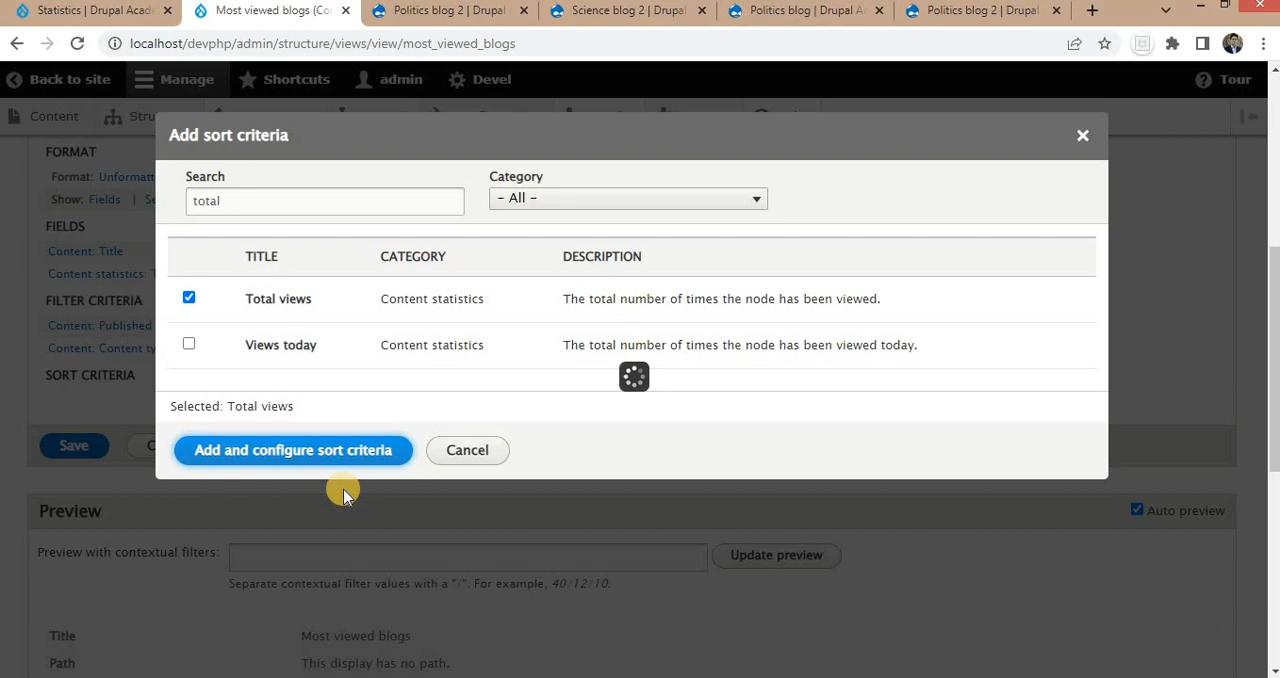 Statistics | Drupal Acade
Most viewed blogs (Co
Politics blog 2 | Drupal
Science blog 2 | Drupal
Politics blog | Drupal A
Politics blog 2 | Drupal
localhost/devphp/admin/structure/views/view/most_viewed_blogs
Back to site
Manage
Shortcuts
admin
Devel
Tour
Content
Stru
Add sort criteria
FORMAT
Format: Unformatt
Show: Fields | Se
FIELDS
Content: Title
Content statistics: T
FILTER CRITERIA
Content: Published
Content: Content ty
SORT CRITERIA
Search
Category
total
- All -
TITLE CATEGORY DESCRIPTION
Total views Content statistics The total number of times the node has been viewed.
Views today Content statistics The total number of times the node has been viewed today.
Selected: Total views
Add and configure sort criteria
Cancel
Save
C
Preview
Auto preview
Preview with contextual filters:
Update preview
Separate contextual filter values with a "/". For example, 40/12/10.
Title Most viewed blogs
Path This display has no path.